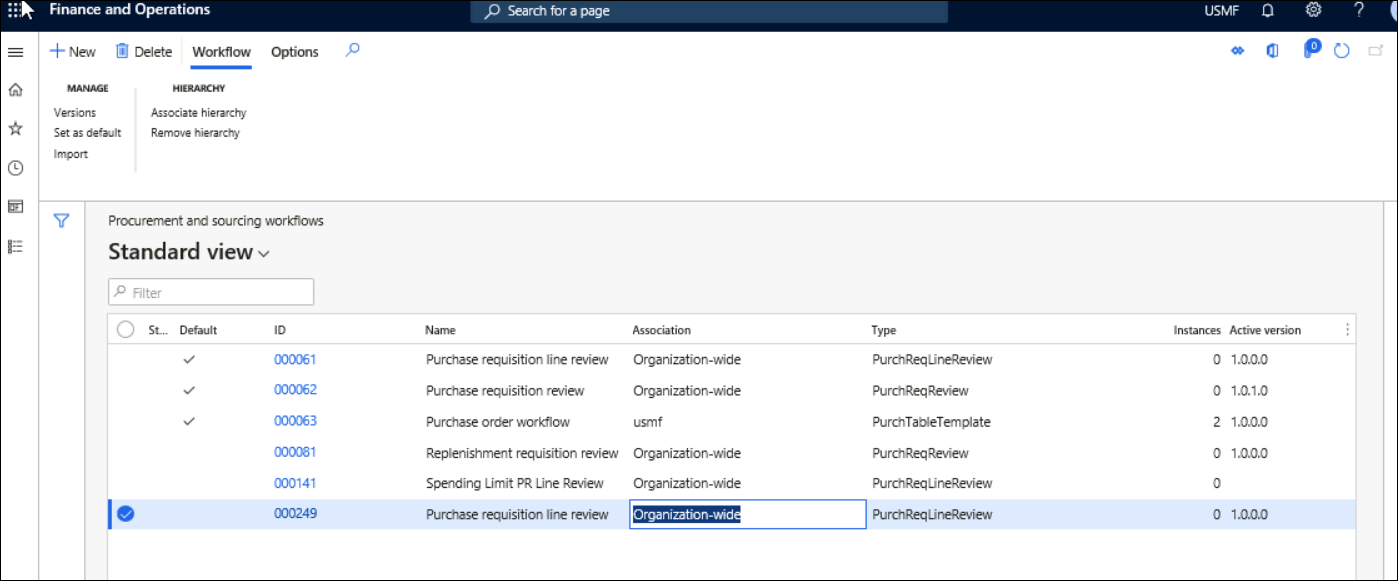 Finance and Operations
Search for a page
USMF
?
New Delete Workflow Options
0
MANAGE HIERARCHY
Versions Associate hierarchy
Set as default Remove hierarchy
Import
Procurement and sourcing workflows
Standard view
Filter
St... Default ID Name Association Type Instances Active version
000061 Purchase requisition line review Organization-wide PurchReqLineReview 0 1.0.0.0
000062 Purchase requisition review Organization-wide PurchReqReview 0 1.0.1.0
000063 Purchase order workflow usmf PurchTableTemplate 2 1.0.0.0
000081 Replenishment requisition review Organization-wide PurchReqReview 0 1.0.0.0
000141 Spending Limit PR Line Review Organization-wide PurchReqLineReview 0
000249 Purchase requisition line review Organization-wide PurchReqLineReview 0 1.0.0.0